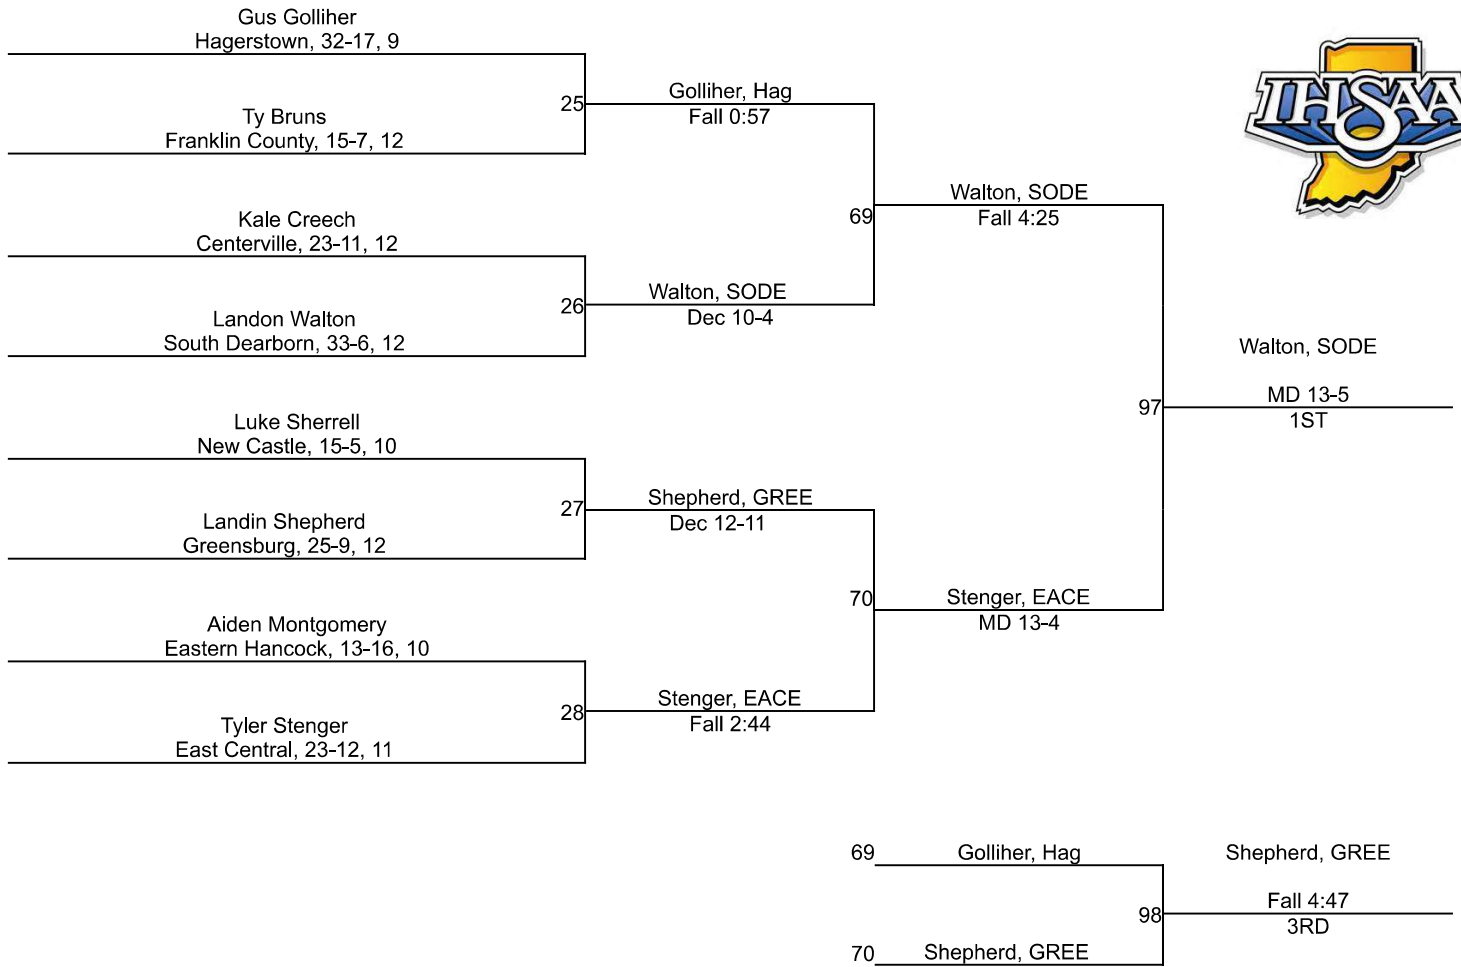 Gus Golliher
Hagerstown, 32-17, 9
Ty Bruns
Franklin County, 15-7, 12
Kale Creech
Centerville, 23-11, 12
Landon Walton
South Dearborn, 33-6, 12
Luke Sherrell
New Castle, 15-5, 10
Landin Shepherd
Greensburg, 25-9, 12
Aiden Montgomery
Eastern Hancock, 13-16, 10
Tyler Stenger
East Central, 23-12, 11
25
Golliher, Hag
Fall 0:57
26
Walton, SODE
Dec 10-4
27
Shepherd, GREE
Dec 12-11
28
Stenger, EACE
Fall 2:44
69
Walton, SODE
Fall 4:25
70
Stenger, EACE
MD 13-4
IHSAA
97
Walton, SODE
MD 13-5
1ST
69
Golliher, Hag
70
Shepherd, GREE
98
Shepherd, GREE
Fall 4:47
3RD